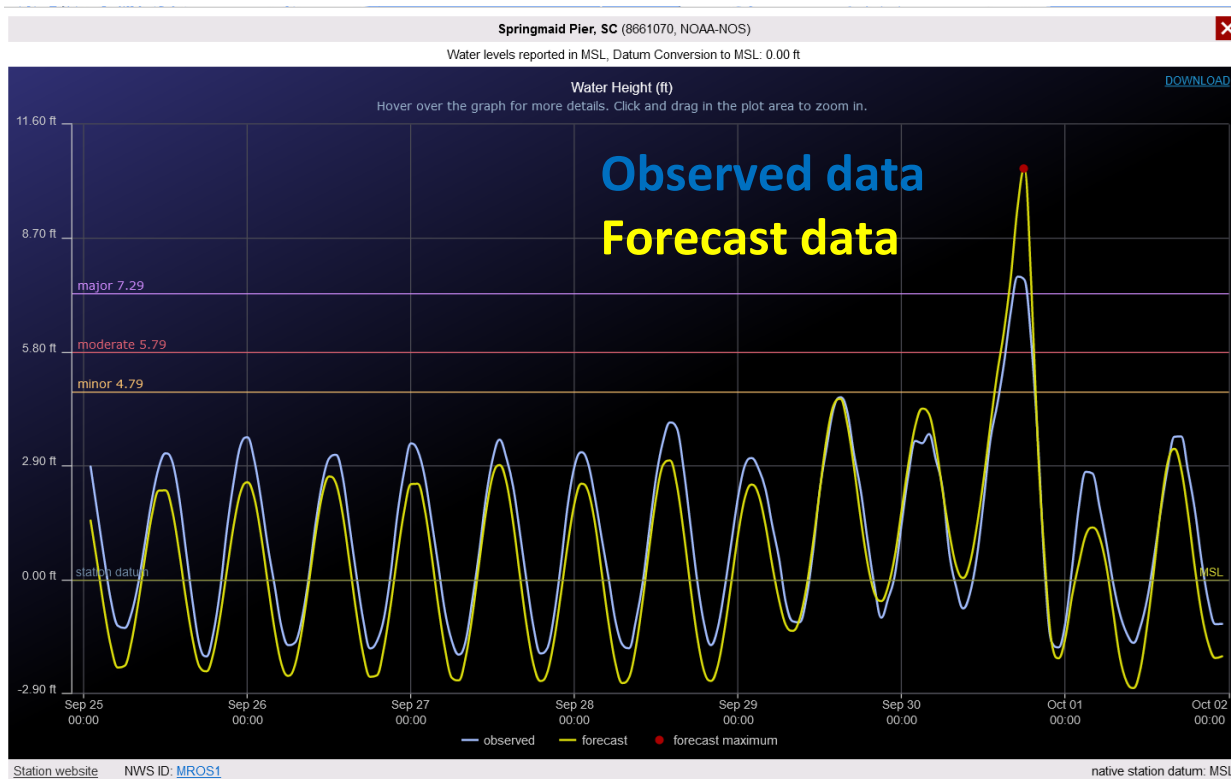 Springmaid Pier, SC (8661070, NOAA-NOS)
Water levels reported in MSL, Datum Conversion to MSL: 0.00 ft
DOWNLOAD
Water Height (ft)
Hover over the graph for more details. Click and drag in the plot area to zoom in.
11.60 ft
Observed data
Forecast data
8.70 ft
major 7.29
5.80 ft
moderate 5.79
minor 4.79
2.90 ft
0.00 ft
station datum
MSL
-2.90 ft
Sep 25 Sep 26 Sep 27 Sep 28 Sep 29 Sep 30 Oct 01 Oct 02
00:00 00:00 00:00 00:00 00:00 00:00 00:00 00:00
observed forecast forecast maximum
Station website NWS ID: MROS1 native station datum: MSL